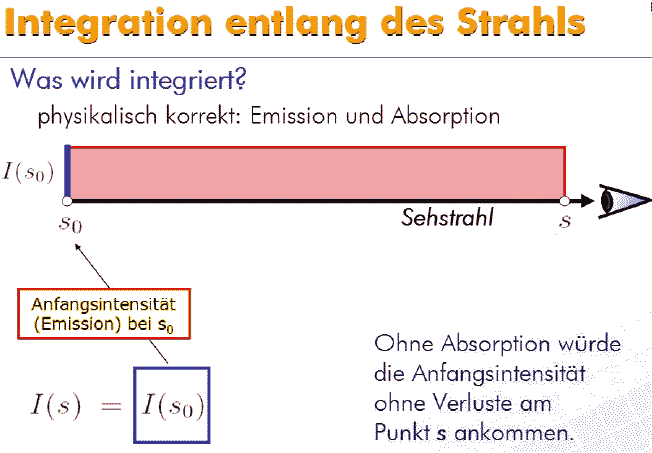 Integration entlang des Strahls
Was wird integriert?
physikalisch korrekt: Emission und Absorption
I(s₀)
s₀
Sehstrahl
s
Anfangsintensität
(Emission) bei s₀
I(s) = I(s₀)
Ohne Absorption würde
die Anfangsintensität
ohne Verluste am
Punkt s ankommen.